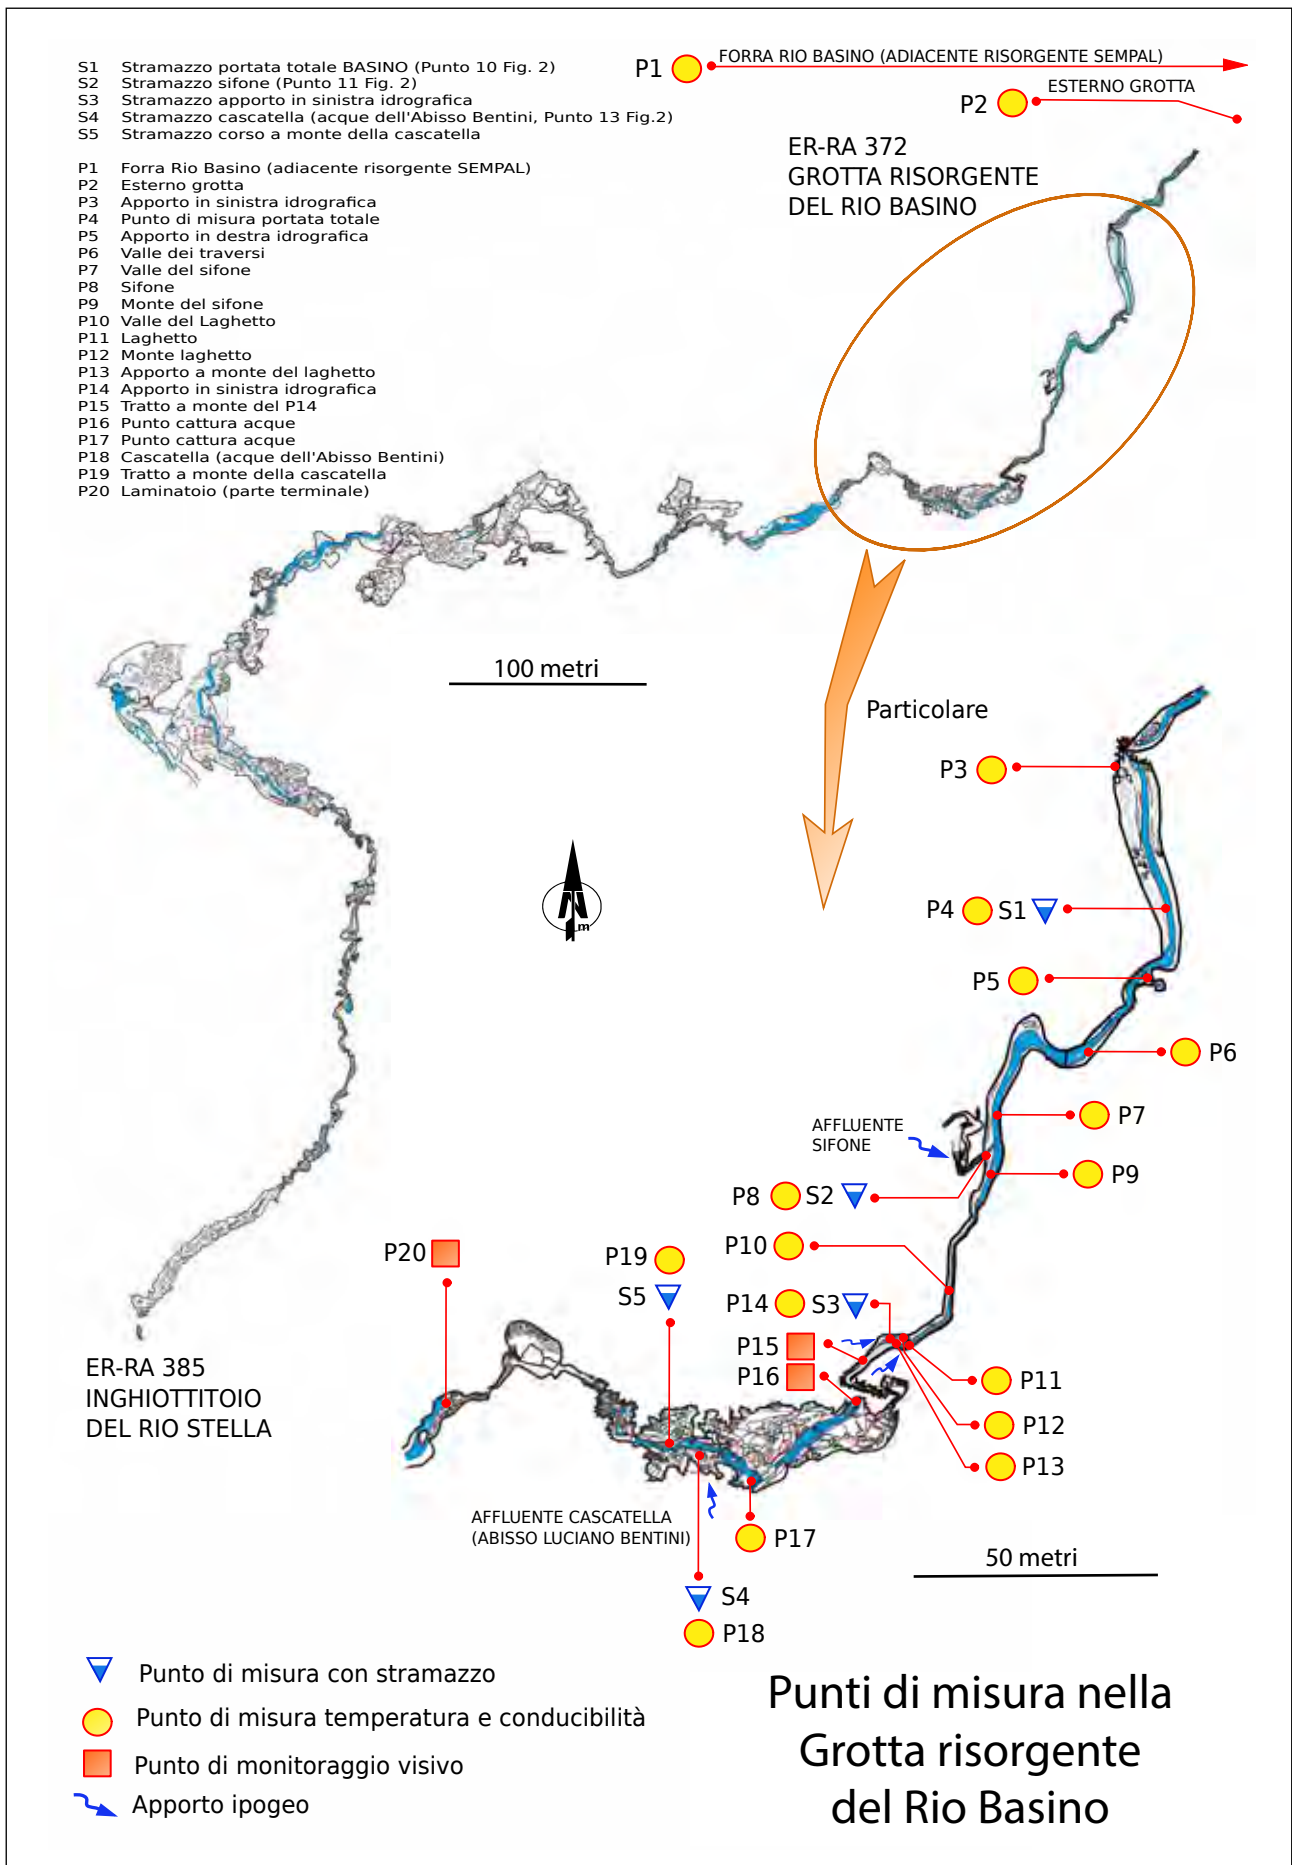 S1 Stramazzo portata totale BASINO (Punto 10 Fig. 2)
S2 Stramazzo sifone (Punto 11 Fig. 2)
S3 Stramazzo apporto in sinistra idrografica
S4 Stramazzo cascatella (acque dell'Abisso Bentini, Punto 13 Fig.2)
S5 Stramazzo corso a monte della cascatella
P1 Forra Rio Basino (adiacente risorgente SEMPAL)
P2 Esterno grotta
P3 Apporto in sinistra idrografica
P4 Punto di misura portata totale
P5 Apporto in destra idrografica
P6 Valle dei traversi
P7 Valle del sifone
P8 Sifone
P9 Monte del sifone
P10 Valle del Laghetto
P11 Laghetto
P12 Monte laghetto
P13 Apporto a monte del laghetto
P14 Apporto in sinistra idrografica
P15 Tratto a monte del P14
P16 Punto cattura acque
P17 Punto cattura acque
P18 Cascatella (acque dell'Abisso Bentini)
P19 Tratto a monte della cascatella
P20 Laminatoio (parte terminale)
P1 FORRA RIO BASINO (ADIACENTE RISORGENTE SEMPAL)
P2 ESTERNO GROTTA
ER-RA 372
GROTTA RISORGENTE
DEL RIO BASINO
100 metri
Particolare
N
m
P3
P4 S1
P5
P6
P7
AFFLUENTE
SIFONE
P9
P8 S2
P10
P20
P19
S5
P14 S3
P15
P16
P11
P12
P13
ER-RA 385
INGHIOTTITOIO
DEL RIO STELLA
AFFLUENTE CASCATELLA
(ABISSO LUCIANO BENTINI)
P17
50 metri
S4
P18
Punto di misura con stramazzo
Punto di misura temperatura e conducibilità
Punto di monitoraggio visivo
Apporto ipogeo
Punti di misura nella
Grotta risorgente
del Rio Basino